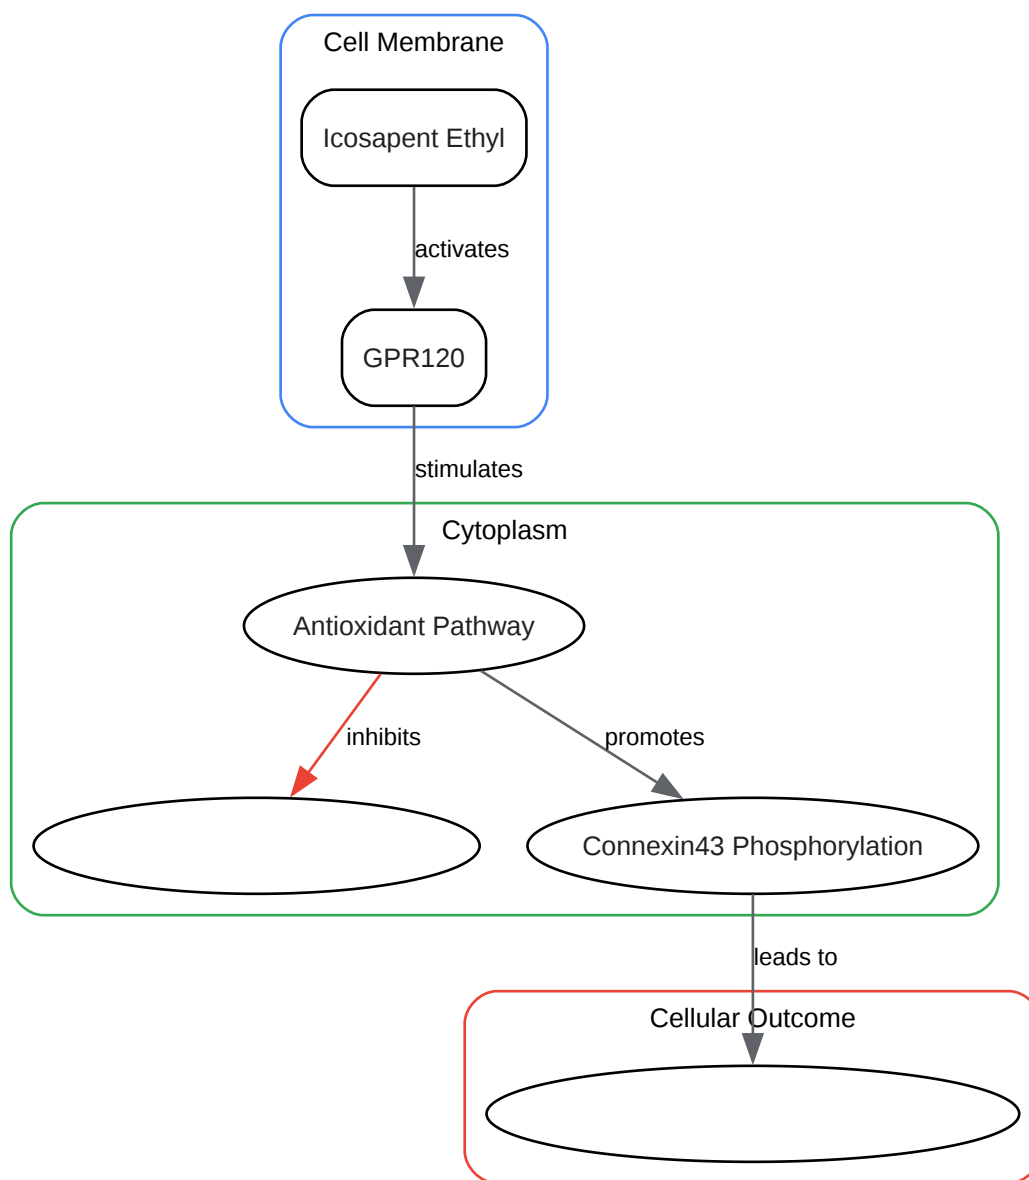 Cell Membrane
Icosapent Ethyl
activates
GPR120
stimulates
Cytoplasm
Antioxidant Pathway
inhibits
promotes
Connexin43 Phosphorylation
leads to
Cellular Outcome